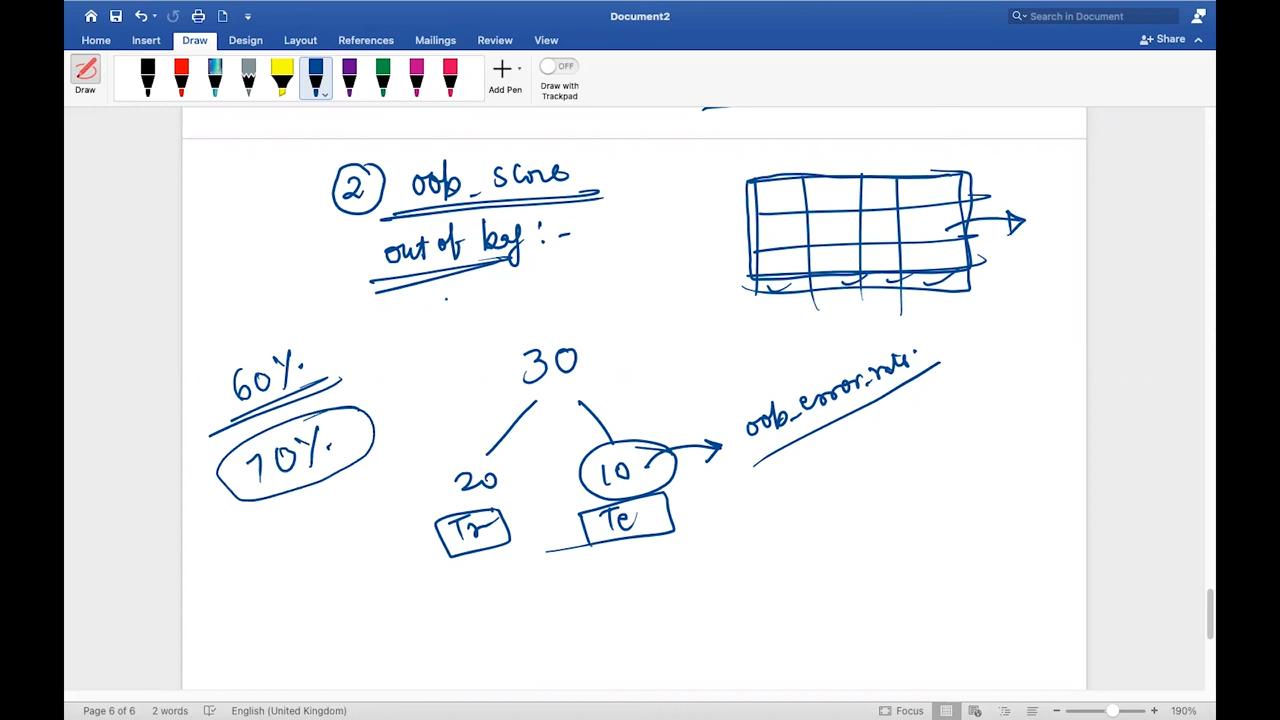 Document2
Search in Document
Home Insert Draw Design Layout References Mailings Review View
Share
Draw
Add Pen
OFF
Draw with
Trackpad
2 oob_score
out of bag :-
60%
70%
30
20
10
Tr
Te
oob_error_rate.
Page 6 of 6 2 words English (United Kingdom) Focus 190%